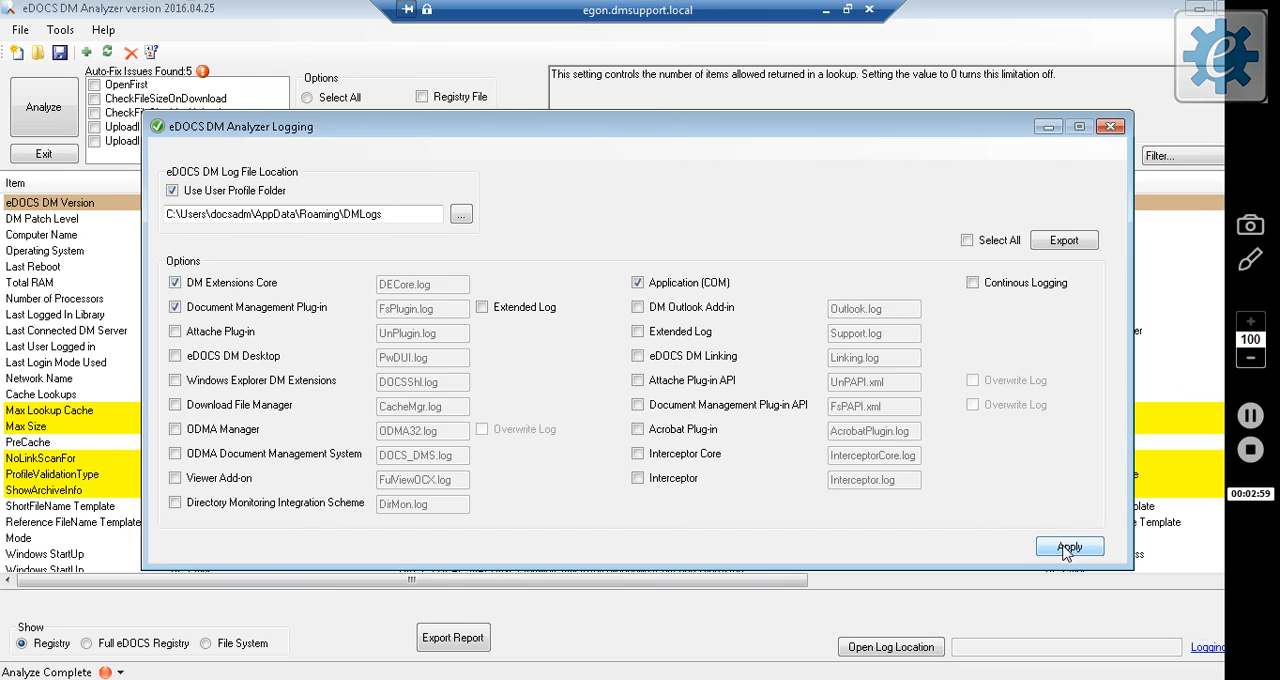 eDOCS DM Analyzer version 2016.04.25
egon.dmsupport.local
File Tools Help
Auto-Fix Issues Found:5
Analyze
Exit
OpenFirst
CheckFileSizeOnDownload
Options
Select All
Registry File
This setting controls the number of items allowed returned in a lookup. Setting the value to 0 turns this limitation off.
Filter...
Item
eDOCS DM Version
DM Patch Level
Computer Name
Operating System
Last Reboot
Total RAM
Number of Processors
Last Logged In Library
Last Connected DM Server
Last User Logged in
Last Login Mode Used
Network Name
Cache Lookups
Max Lookup Cache
Max Size
PreCache
NoLinkScanFor
ProfileValidationType
ShowArchiveInfo
ShortFileName Template
Reference FileName Template
Mode
Windows StartUp
eDOCS DM Analyzer Logging
eDOCS DM Log File Location
Use User Profile Folder
C:\Users\docsadm\AppData\Roaming\DMLogs
...
Select All
Export
Options
DM Extensions Core DECore.log
Document Management Plug-in FsPlugin.log Extended Log
Attache Plug-in UnPlugin.log
eDOCS DM Desktop PwDUI.log
Windows Explorer DM Extensions DOCSShl.log
Download File Manager CacheMgr.log
ODMA Manager ODMA32.log Overwrite Log
ODMA Document Management System DOCS_DMS.log
Viewer Add-on FulViewOCX.log
Directory Monitoring Integration Scheme DirMon.log
Application (COM) Continous Logging
DM Outlook Add-in Outlook.log
Extended Log Support.log
eDOCS DM Linking Linking.log
Attache Plug-in API UnPAPI.xml Overwrite Log
Document Management Plug-in API FsPAPI.xml Overwrite Log
Acrobat Plug-in AcrobatPlugin.log
Interceptor Core InterceptorCore.log
Interceptor Interceptor.log
Apply
Show
Registry
Full eDOCS Registry
File System
Export Report
Open Log Location
Analyze Complete
100
00:02:59